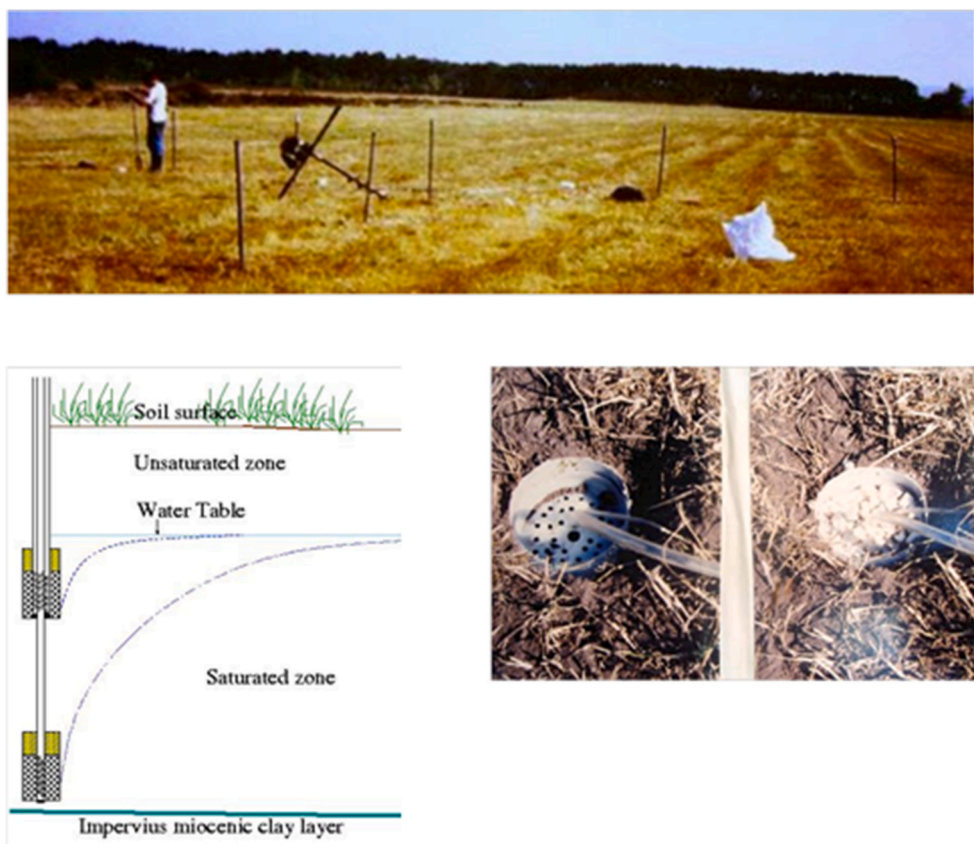 Soil surface
Unsaturated zone
Water Table
Saturated zone
Impervius miocenic clay layer